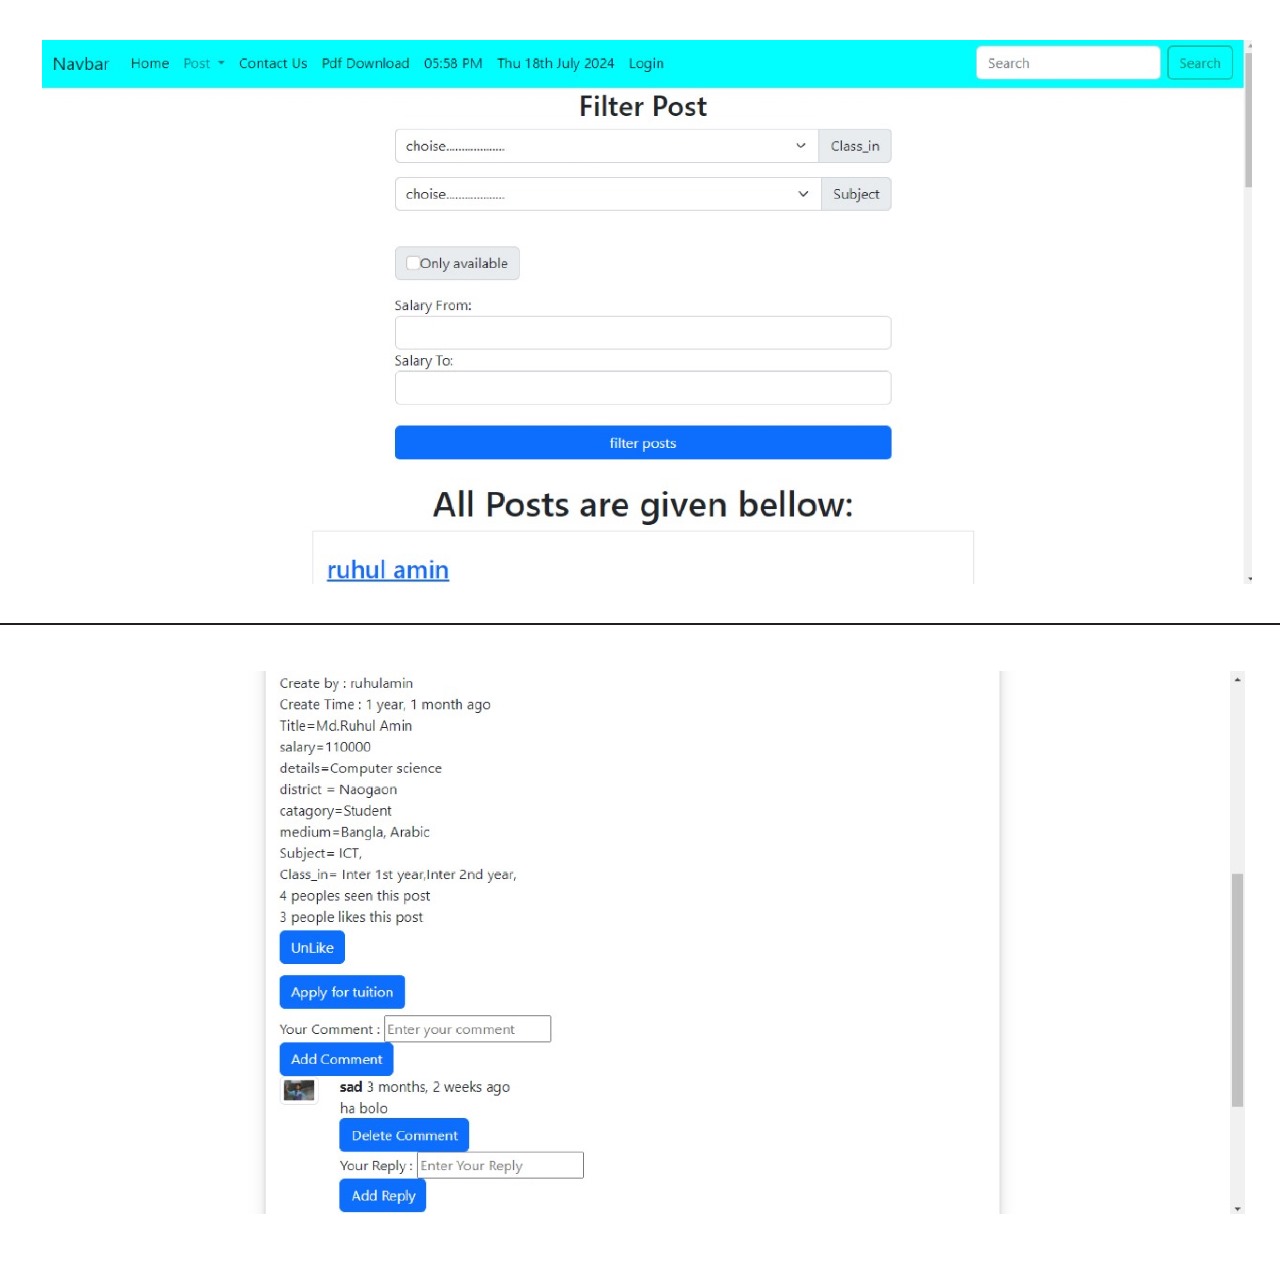 Navbar Home Post Contact Us Pdf Download 05:58 PM Thu 18th July 2024 Login Search Search
Filter Post
choise................... Class_in
choise................... Subject
Only available
Salary From:
Salary To:
filter posts
All Posts are given bellow:
ruhul amin
Create by : ruhulamin
Create Time : 1 year, 1 month ago
Title=Md.Ruhul Amin
salary=110000
details=Computer science
district = Naogaon
catagory=Student
medium=Bangla, Arabic
Subject= ICT,
Class_in= Inter 1st year,Inter 2nd year,
4 peoples seen this post
3 people likes this post
UnLike
Apply for tuition
Your Comment : Enter your comment
Add Comment
sad 3 months, 2 weeks ago
ha bolo
Delete Comment
Your Reply : Enter Your Reply
Add Reply